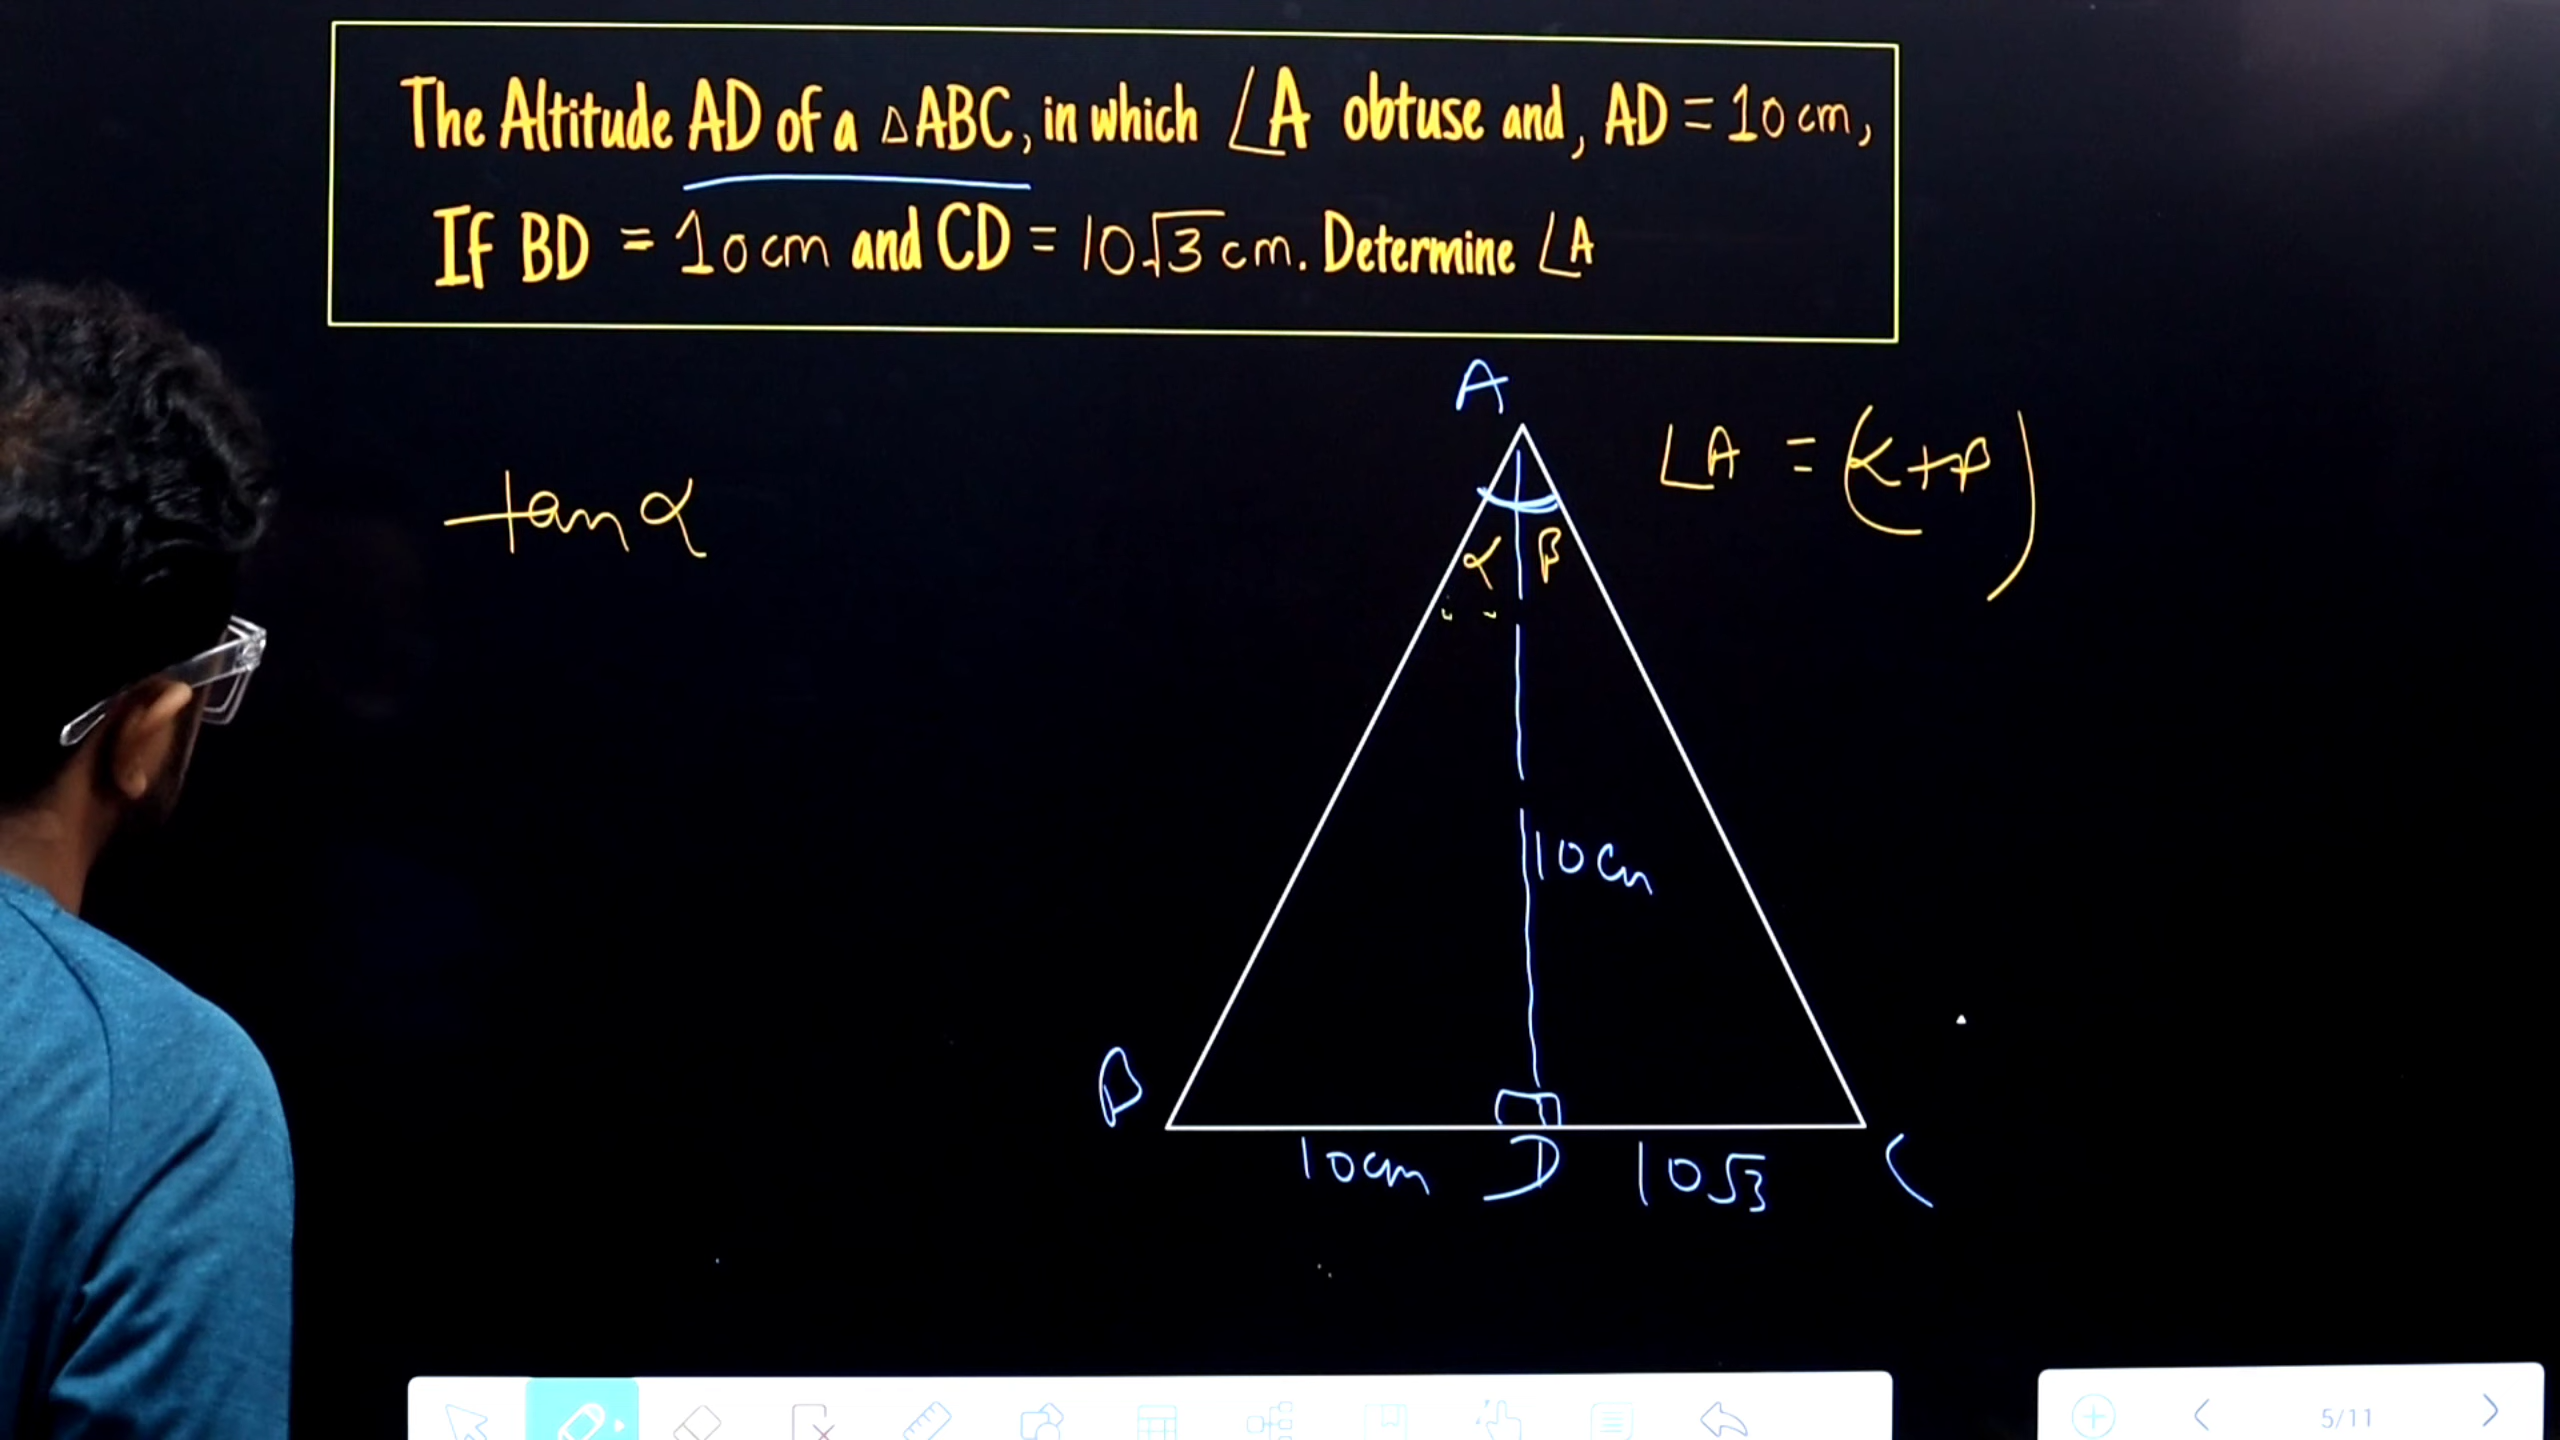 The Altitude AD of a △ABC, in which ∠A obtuse and, AD = 10 cm,
If BD = 10 cm and CD = 10√3 cm. Determine ∠A
A
∠A = (α+β)
tan α
α β
10 cm
B
10 cm D 10√3 C
5/11